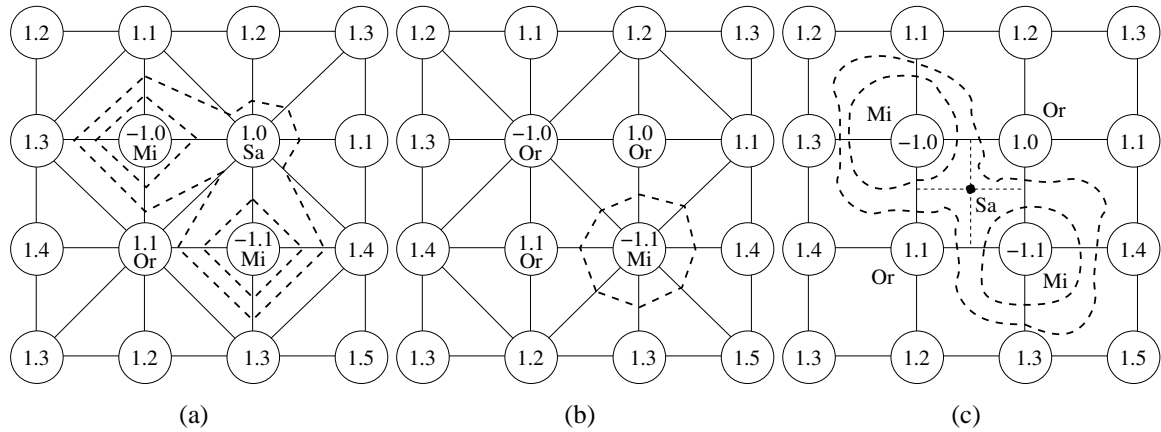 1.2 1.1 1.2 1.3 1.2 1.1 1.2 1.3 1.2 1.1 1.2 1.3
Or
Mi
1.3 −1.0 1.0 1.1 1.3 −1.0 1.0 1.1 1.3 −1.0 1.0 1.1
Mi Sa Or Or
Sa
1.4 1.1 −1.1 1.4 1.4 1.1 −1.1 1.4 1.4 1.1 −1.1 1.4
Or Mi Or Mi Or Mi
1.3 1.2 1.3 1.5 1.3 1.2 1.3 1.5 1.3 1.2 1.3 1.5
(a) (b) (c)